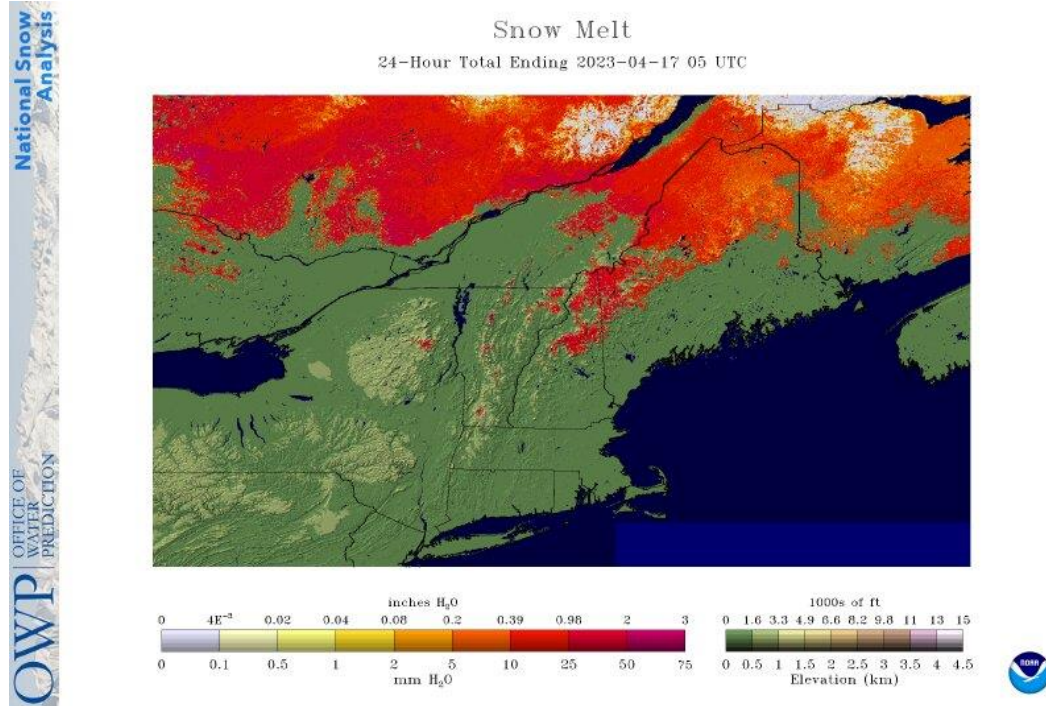 National Snow
Analysis
OWP
OFFICE OF
WATER
PREDICTION
Snow Melt
24-Hour Total Ending 2023-04-17 05 UTC
inches H₂O
0 4E⁻³ 0.02 0.04 0.08 0.2 0.39 0.98 2 3
0 0.1 0.5 1 2 5 10 25 50 75
mm H₂O
1000s of ft
0 1.6 3.3 4.9 6.6 8.2 9.8 11 13 15
0 0.5 1 1.5 2 2.5 3 3.5 4 4.5
Elevation (km)
NOAA